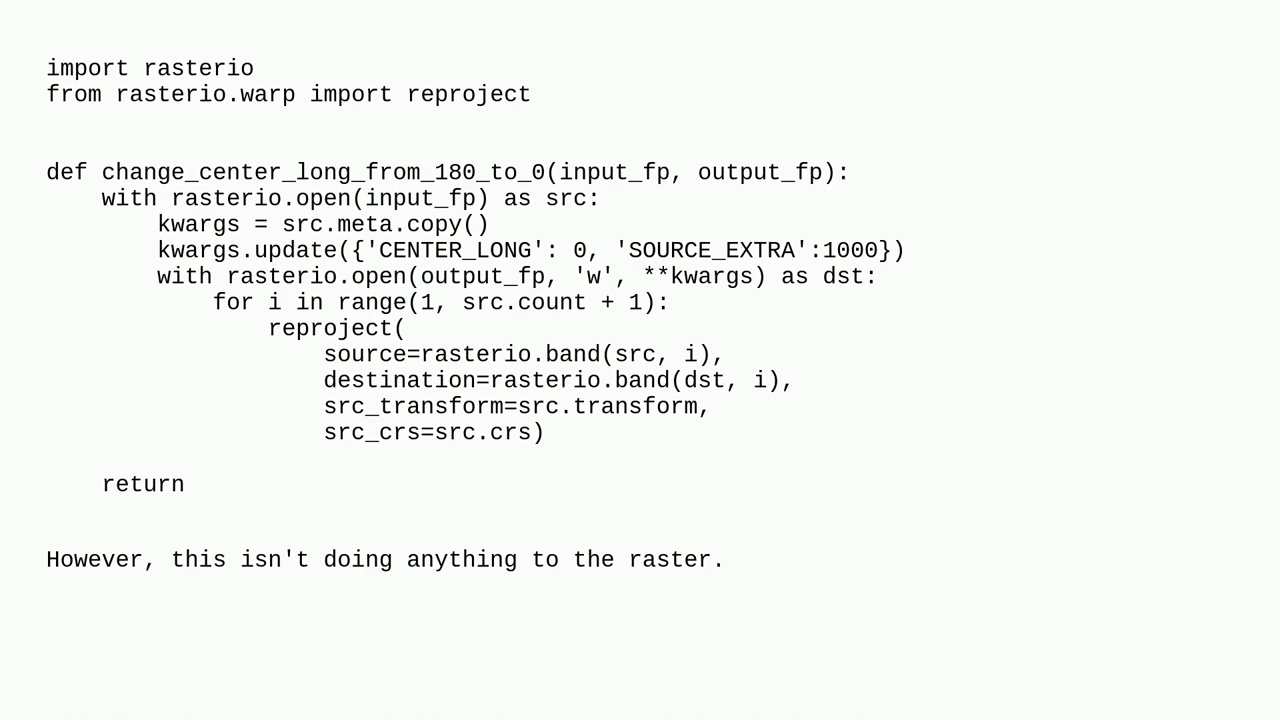 import rasterio
from rasterio.warp import reproject
def change_center_long_from_180_to_0(input_fp, output_fp):
    with rasterio.open(input_fp) as src:
        kwargs = src.meta.copy()
        kwargs.update({'CENTER_LONG': 0, 'SOURCE_EXTRA':1000})
        with rasterio.open(output_fp, 'w', **kwargs) as dst:
            for i in range(1, src.count + 1):
                reproject(
                    source=rasterio.band(src, i),
                    destination=rasterio.band(dst, i),
                    src_transform=src.transform,
                    src_crs=src.crs)
    return
However, this isn't doing anything to the raster.